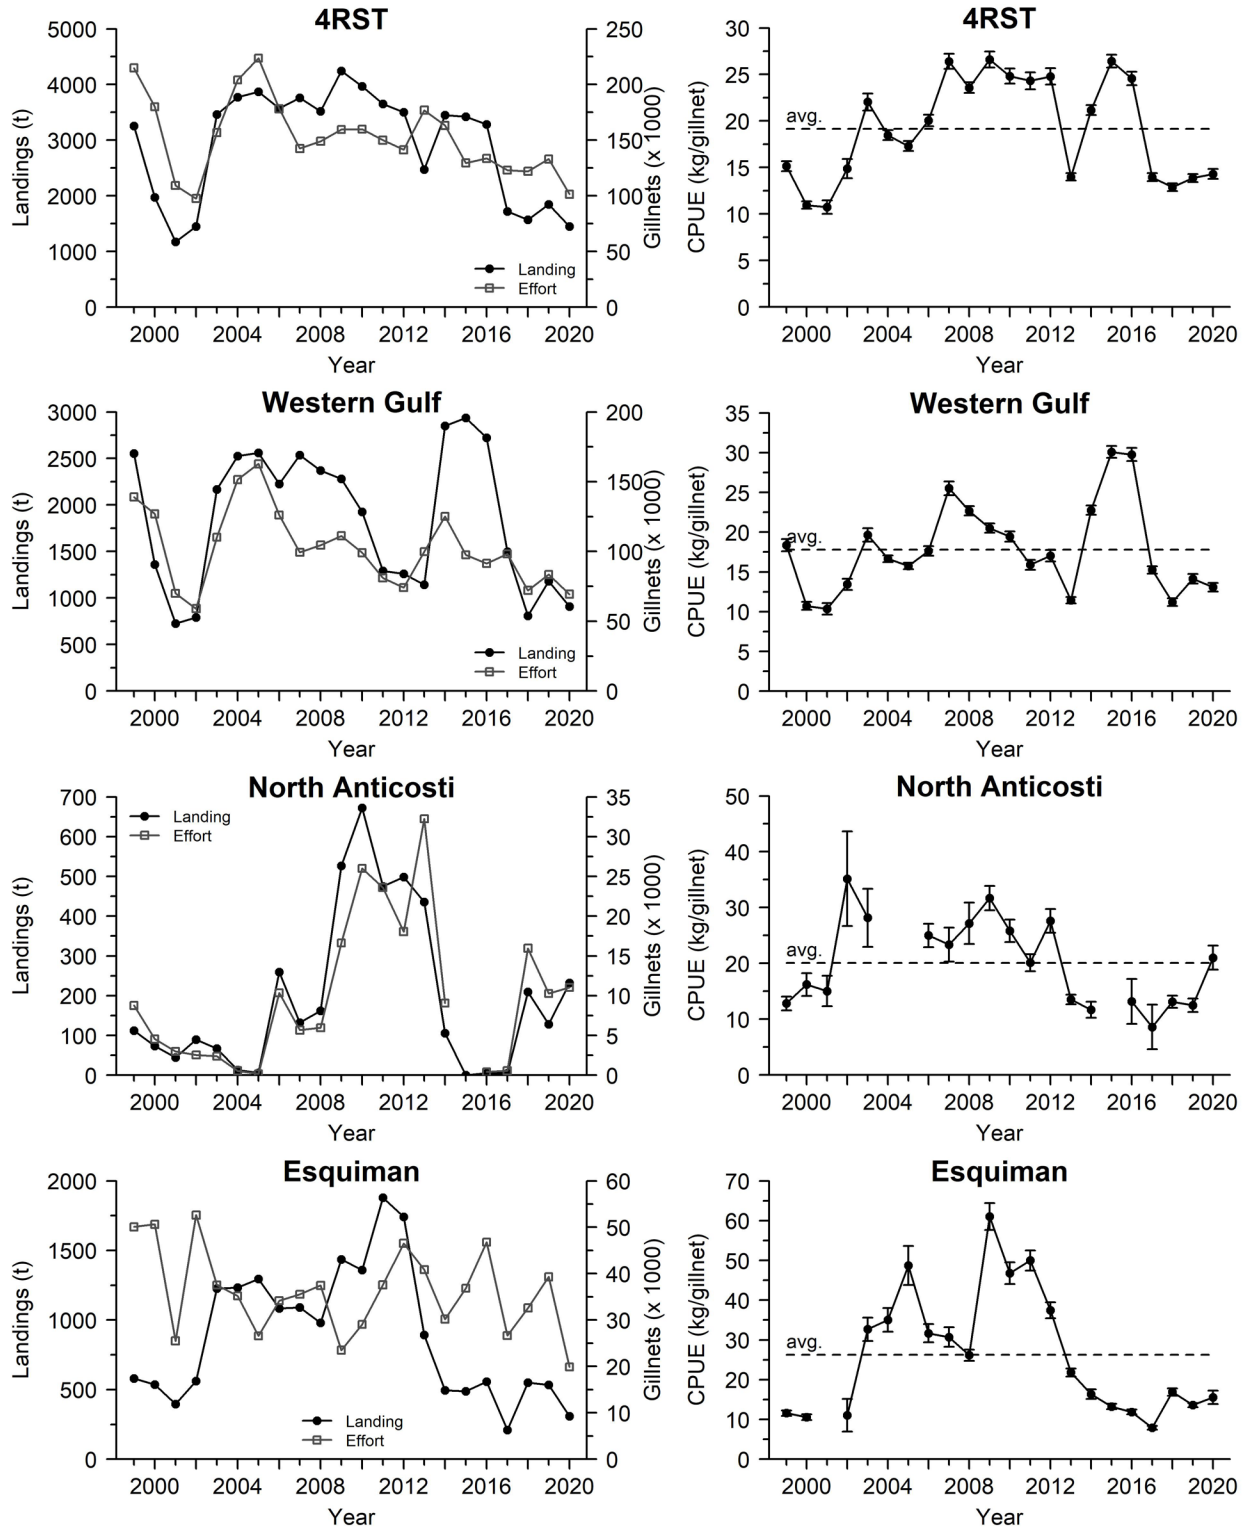 4RST
5000
4000
3000
2000
1000
0
250
200
150
100
50
0
Landings (t)
Gillnets (x 1000)
Landing
Effort
2000 2004 2008 2012 2016 2020
Year
4RST
30
25
20
15
10
5
0
CPUE (kg/gillnet)
avg.
2000 2004 2008 2012 2016 2020
Year
Western Gulf
3000
2500
2000
1500
1000
500
0
200
150
100
50
0
Landings (t)
Gillnets (x 1000)
Landing
Effort
2000 2004 2008 2012 2016 2020
Year
Western Gulf
35
30
25
20
15
10
5
0
CPUE (kg/gillnet)
avg.
2000 2004 2008 2012 2016 2020
Year
North Anticosti
700
600
500
400
300
200
100
0
35
30
25
20
15
10
5
0
Landings (t)
Gillnets (x 1000)
Landing
Effort
2000 2004 2008 2012 2016 2020
Year
North Anticosti
50
40
30
20
10
0
CPUE (kg/gillnet)
avg.
2000 2004 2008 2012 2016 2020
Year
Esquiman
2000
1500
1000
500
0
60
50
40
30
20
10
0
Landings (t)
Gillnets (x 1000)
Landing
Effort
2000 2004 2008 2012 2016 2020
Year
Esquiman
70
60
50
40
30
20
10
0
CPUE (kg/gillnet)
avg.
2000 2004 2008 2012 2016 2020
Year